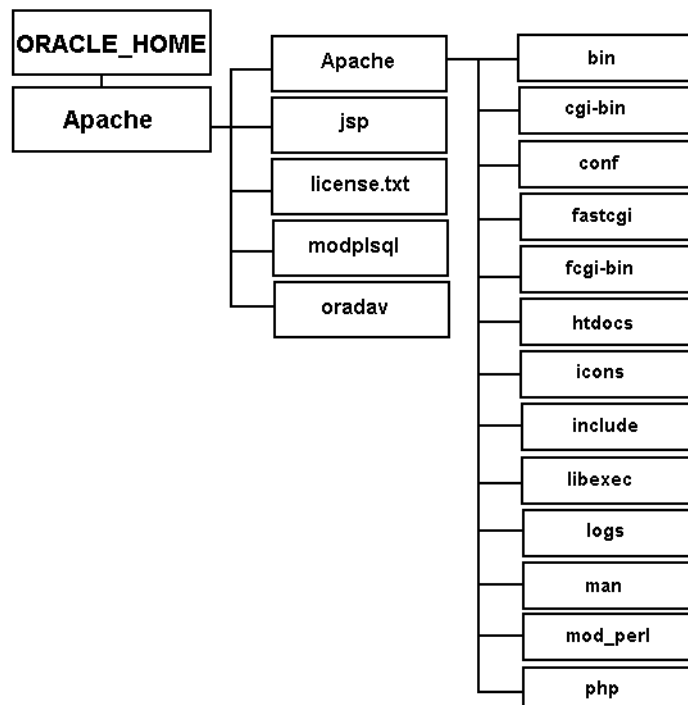 ORACLE_HOME
Apache
Apache
jsp
license.txt
modplsql
oradav
bin
cgi-bin
conf
fastcgi
fcgi-bin
htdocs
icons
include
libexec
logs
man
mod_perl
php